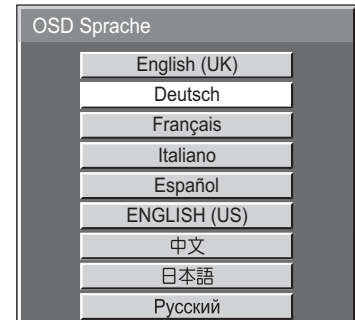 OSD Sprache
English (UK)
Deutsch
Français
Italiano
Español
ENGLISH (US)
中文
日本語
Русский